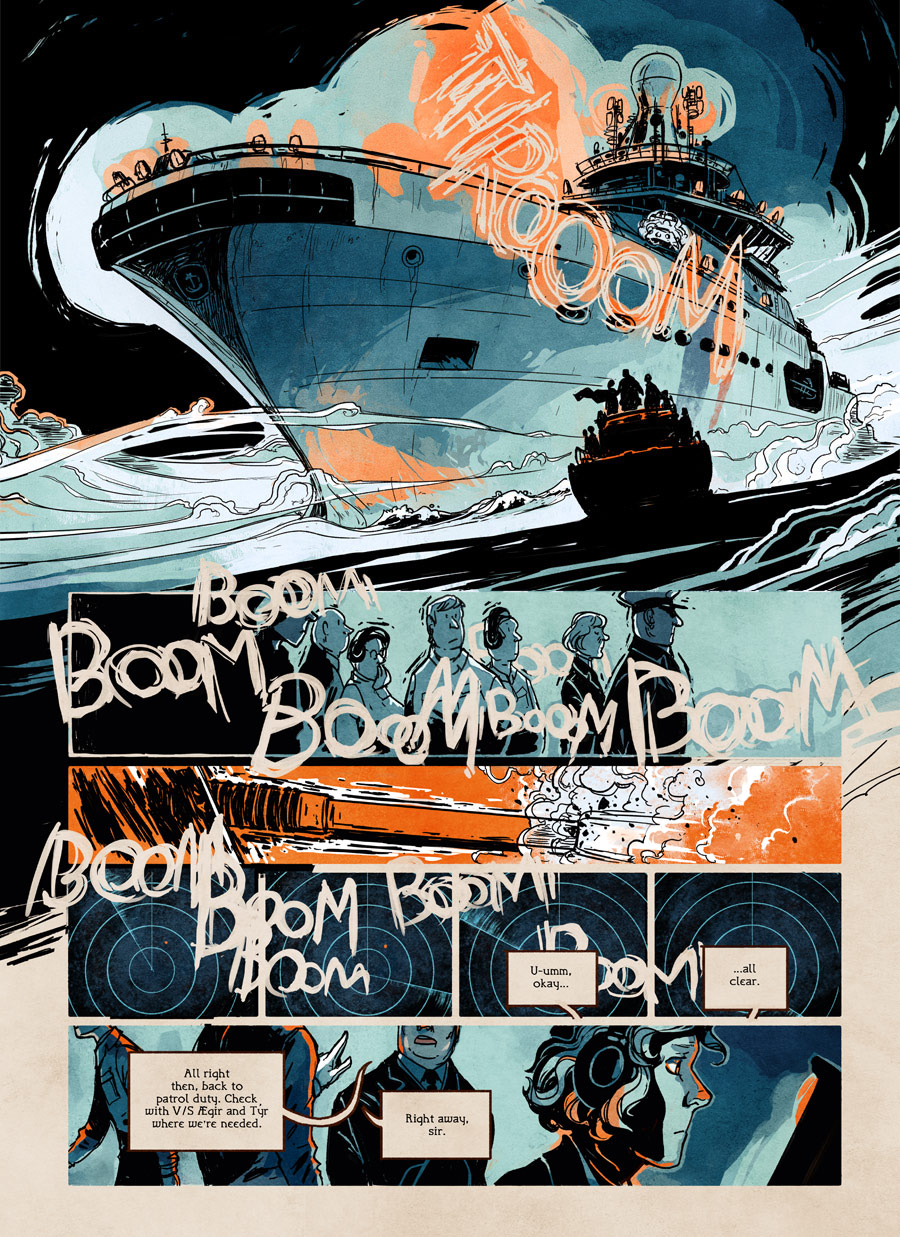 THROOOOM
BOOM
BOOM
BOOM
BOOM
BOOM
BOOM
BOOM
BOOM
BOOM
BOOM
BOOM
U-umm,
okay...
...all
clear.
All right
then, back to
patrol duty. Check
with V/S Ægir and Týr
where we're needed.
Right away,
sir.